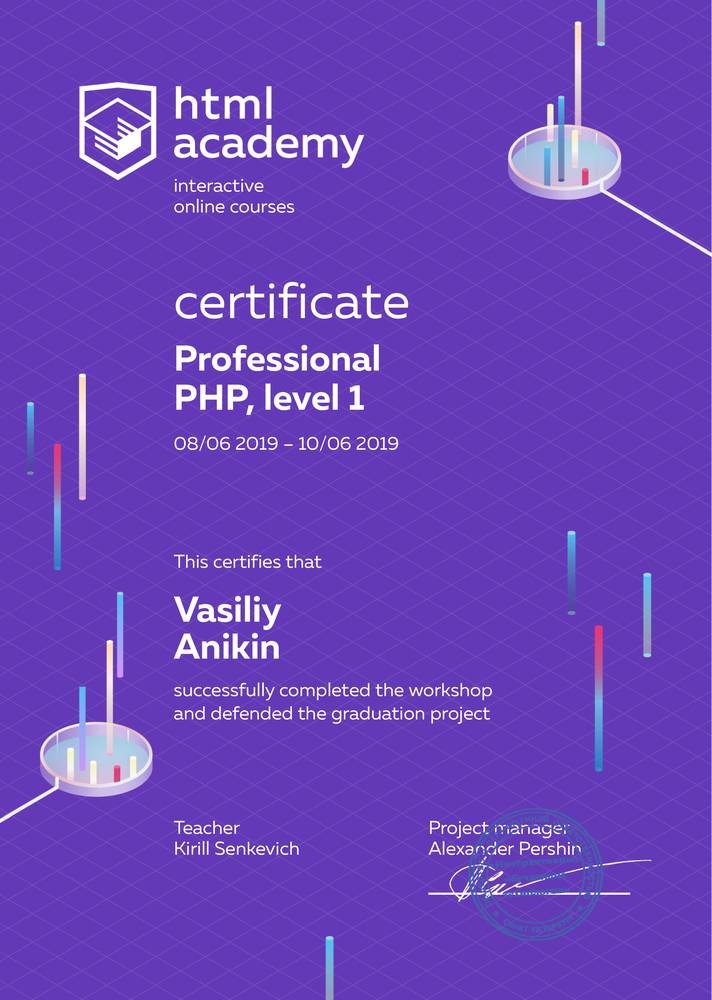 html
academy
interactive
online courses
certificate
Professional
PHP, level 1
08/06 2019 – 10/06 2019
This certifies that
Vasiliy
Anikin
successfully completed the workshop
and defended the graduation project
Teacher
Kirill Senkevich
Project manager
Alexander Pershin